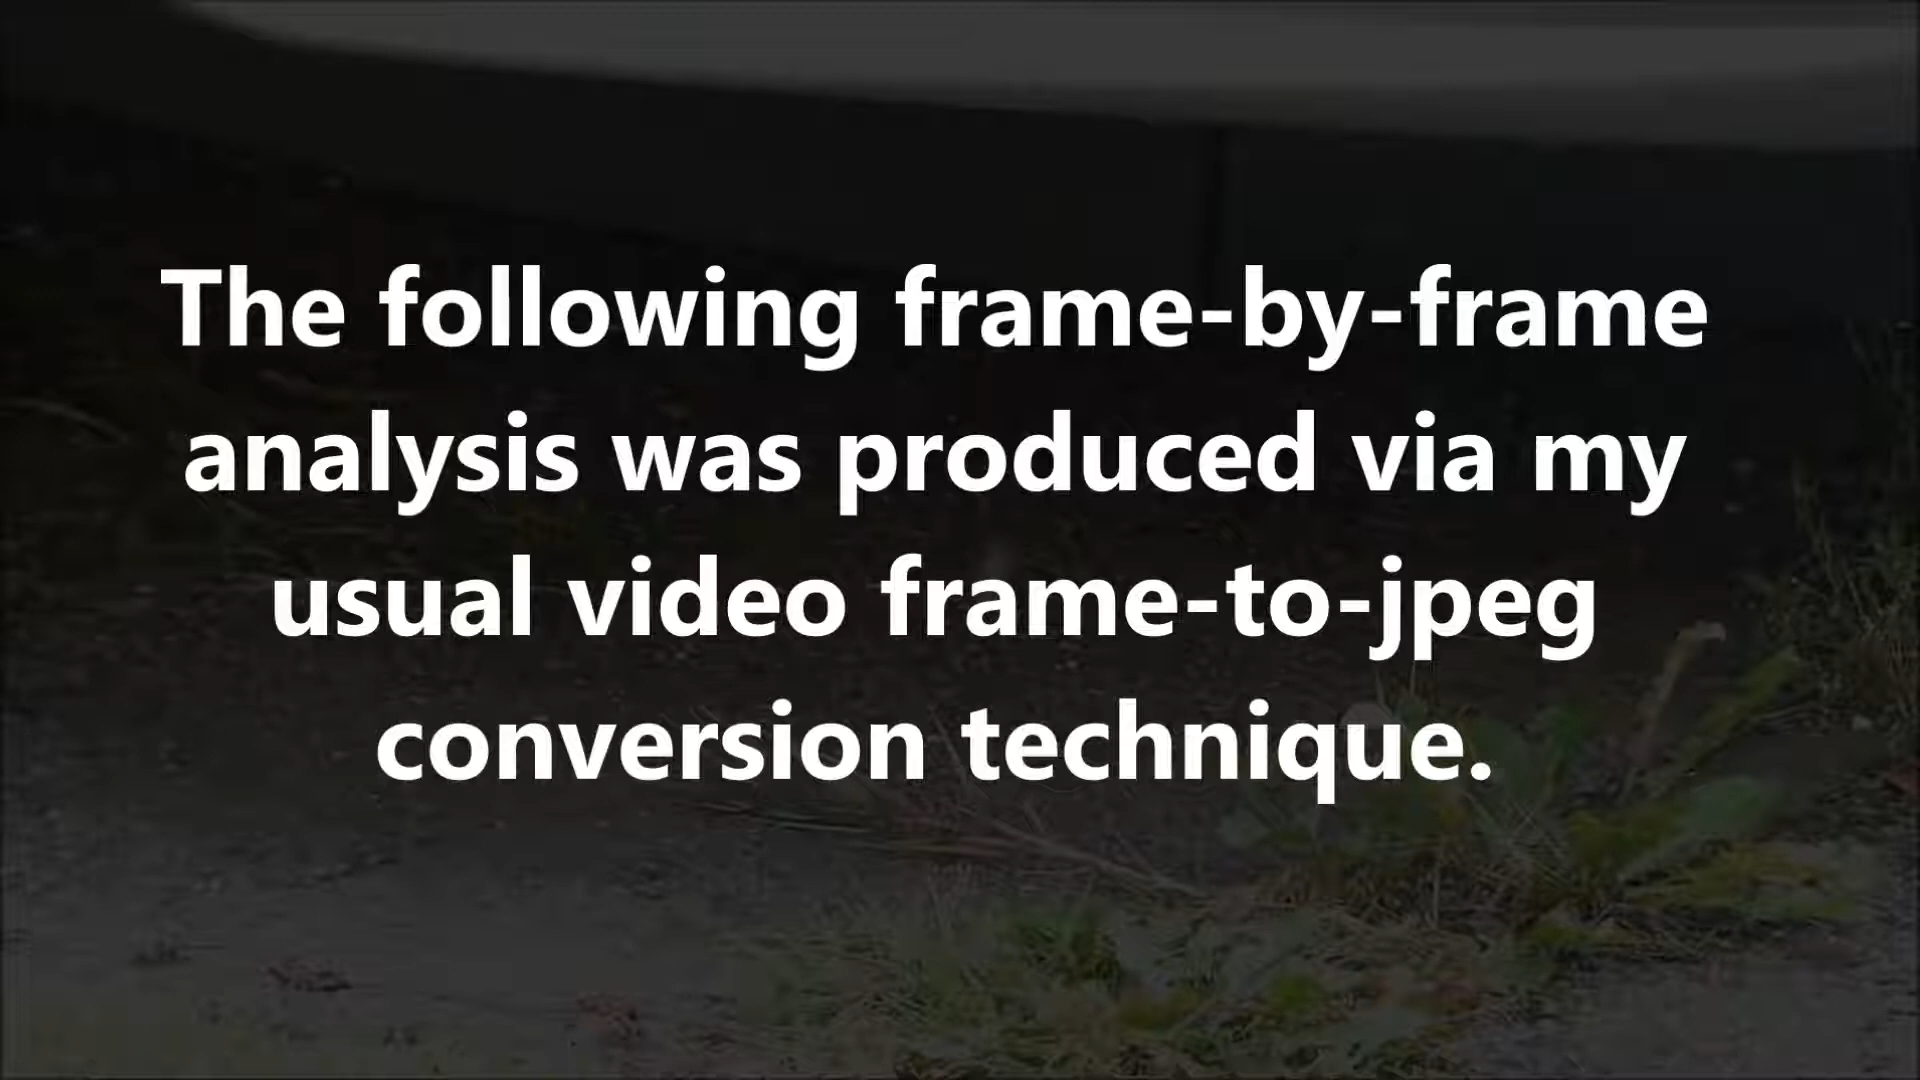 The following frame-by-frame
analysis was produced via my
usual video frame-to-jpeg
conversion technique.